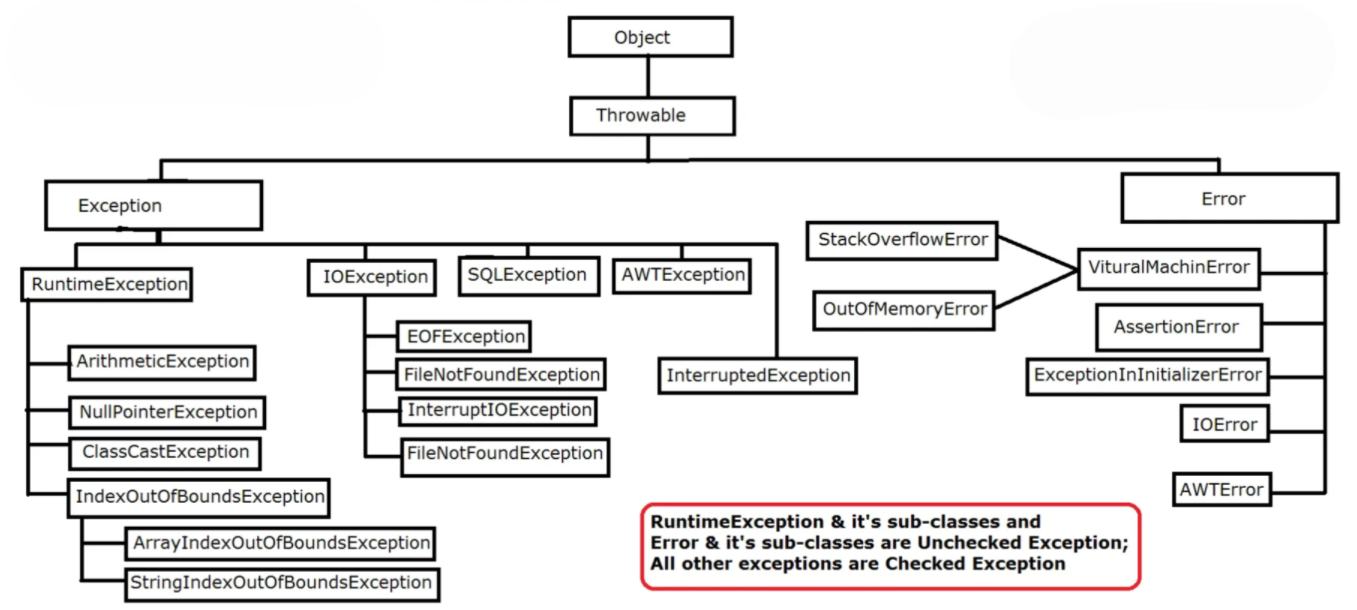 Object
Throwable
Exception
Error
RuntimeException
IOException
SQLException
AWTException
InterruptedException
ArithmeticException
NullPointerException
ClassCastException
IndexOutOfBoundsException
ArrayIndexOutOfBoundsException
StringIndexOutOfBoundsException
EOFException
FileNotFoundException
InterruptIOException
FileNotFoundException
StackOverflowError
OutOfMemoryError
VituralMachinError
AssertionError
ExceptionInInitializerError
IOError
AWTError
RuntimeException & it's sub-classes and
Error & it's sub-classes are Unchecked Exception;
All other exceptions are Checked Exception